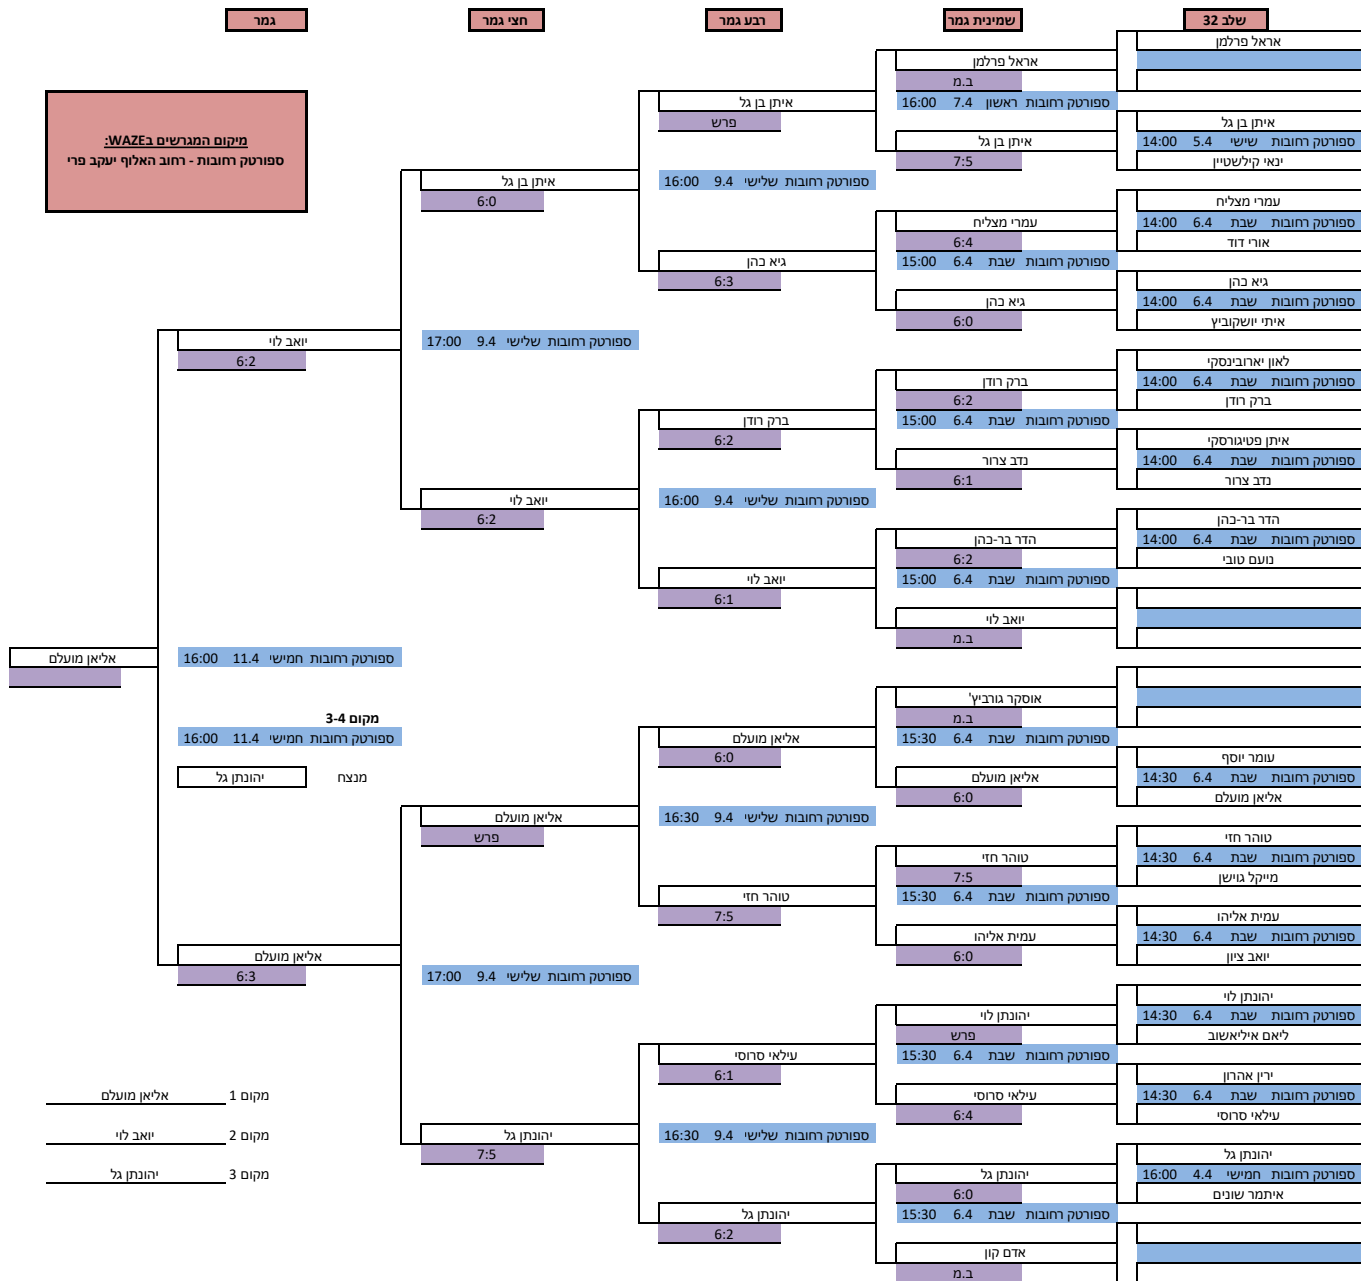 שלב 32
שמינית גמר
רבע גמר
חצי גמר
גמר
מיקום המגרשים בWAZE:
ספורטק רחובות - רחוב האלוף יעקב פרי
אראל פרלמן
איתן בן גל
ספורטק רחובות שישי 5.4 14:00
ינאי קילשטיין
עמרי מצליח
ספורטק רחובות שבת 6.4 14:00
אורי דוד
גיא כהן
ספורטק רחובות שבת 6.4 14:00
איתי יושקוביץ
לאון יארובינסקי
ספורטק רחובות שבת 6.4 14:00
ברק רודן
איתן פטיגורסקי
ספורטק רחובות שבת 6.4 14:00
נדב צרור
הדר בר-כהן
ספורטק רחובות שבת 6.4 14:00
נועם טובי
עומר יוסף
ספורטק רחובות שבת 6.4 14:30
אליאן מועלם
טוהר חזי
ספורטק רחובות שבת 6.4 14:30
מייקל גוישן
עמית אליהו
ספורטק רחובות שבת 6.4 14:30
יואב ציון
יהונתן לוי
ספורטק רחובות שבת 6.4 14:30
ליאם איליאשוב
ירין אהרון
ספורטק רחובות שבת 6.4 14:30
עילאי סרוסי
יהונתן גל
ספורטק רחובות חמישי 4.4 16:00
איתמר שונים
אראל פרלמן
ב.מ
ספורטק רחובות ראשון 7.4 16:00
איתן בן גל
7:5
עמרי מצליח
6:4
ספורטק רחובות שבת 6.4 15:00
גיא כהן
6:0
ברק רודן
6:2
ספורטק רחובות שבת 6.4 15:00
נדב צרור
6:1
הדר בר-כהן
6:2
ספורטק רחובות שבת 6.4 15:00
יואב לוי
ב.מ
אוסקר גורביץ'
ב.מ
ספורטק רחובות שבת 6.4 15:30
אליאן מועלם
6:0
טוהר חזי
7:5
ספורטק רחובות שבת 6.4 15:30
עמית אליהו
6:0
יהונתן לוי
פרש
ספורטק רחובות שבת 6.4 15:30
עילאי סרוסי
6:4
יהונתן גל
6:0
ספורטק רחובות שבת 6.4 15:30
אדם קון
ב.מ
איתן בן גל
פרש
ספורטק רחובות שלישי 9.4 16:00
גיא כהן
6:3
ברק רודן
6:2
ספורטק רחובות שלישי 9.4 16:00
יואב לוי
6:1
אליאן מועלם
6:0
ספורטק רחובות שלישי 9.4 16:30
טוהר חזי
7:5
עילאי סרוסי
6:1
ספורטק רחובות שלישי 9.4 16:30
יהונתן גל
6:2
איתן בן גל
6:0
ספורטק רחובות שלישי 9.4 17:00
יואב לוי
6:2
אליאן מועלם
פרש
ספורטק רחובות שלישי 9.4 17:00
יהונתן גל
7:5
יואב לוי
6:2
ספורטק רחובות חמישי 11.4 16:00
מקום 3-4
ספורטק רחובות חמישי 11.4 16:00
מנצח יהונתן גל
אליאן מועלם
6:3
אליאן מועלם
מקום 1 אליאן מועלם
מקום 2 יואב לוי
מקום 3 יהונתן גל